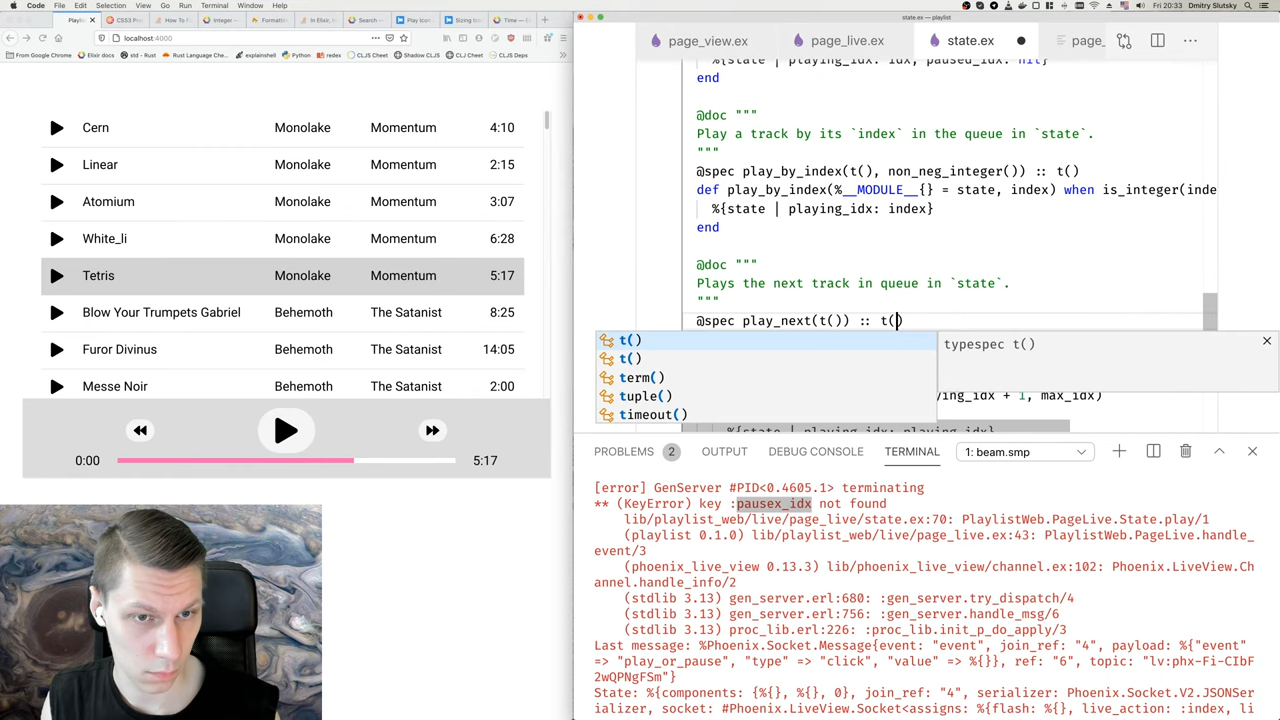 Code File Edit Selection View Go Run Terminal Window Help
Fri 20:33 Dmitry Slutsky
state.ex — playlist
Playlist
CSS3 Pro
How To F
Integer —
Formattin
In Elixir,
Search —
Play Icon
Sizing Ico
Time —
localhost:4000
From Google Chrome
Elixir docs
std - Rust
Rust Language Che…
explainshell
Python
redex
CLJS Cheet
Shadow CLJS
CLJ Cheet
CLJS Deps
page_view.ex
page_live.ex
state.ex
page_
Cern Monolake Momentum 4:10
Linear Monolake Momentum 2:15
Atomium Monolake Momentum 3:07
White_li Monolake Momentum 6:28
Tetris Monolake Momentum 5:17
Blow Your Trumpets Gabriel Behemoth The Satanist 8:25
Furor Divinus Behemoth The Satanist 14:05
Messe Noir Behemoth The Satanist 2:00
0:00 5:17
%{state | playing_idx: idx, paused_idx: nil}
end
@doc """
Play a track by its `index` in the queue in `state`.
"""
@spec play_by_index(t(), non_neg_integer()) :: t()
def play_by_index(%__MODULE__{} = state, index) when is_integer(inde
%{state | playing_idx: index}
end
@doc """
Plays the next track in queue in `state`.
"""
@spec play_next(t()) :: t()
t()
t()
term()
tuple()
timeout()
typespec t()
ying_idx + 1, max_idx)
%{state | playing_idx: playing_idx}
PROBLEMS 2 OUTPUT DEBUG CONSOLE TERMINAL 1: beam.smp
[error] GenServer #PID<0.4605.1> terminating
** (KeyError) key :pausex_idx not found
lib/playlist_web/live/page_live/state.ex:70: PlaylistWeb.PageLive.State.play/1
(playlist 0.1.0) lib/playlist_web/live/page_live.ex:43: PlaylistWeb.PageLive.handle_
event/3
(phoenix_live_view 0.13.3) lib/phoenix_live_view/channel.ex:102: Phoenix.LiveView.Ch
annel.handle_info/2
(stdlib 3.13) gen_server.erl:680: :gen_server.try_dispatch/4
(stdlib 3.13) gen_server.erl:756: :gen_server.handle_msg/6
(stdlib 3.13) proc_lib.erl:226: :proc_lib.init_p_do_apply/3
Last message: %Phoenix.Socket.Message{event: "event", join_ref: "4", payload: %{"event"
=> "play_or_pause", "type" => "click", "value" => %{}}, ref: "6", topic: "lv:phx-Fi-CIbF
2wQPNgFSm"}
State: %{components: {%{}, %{}, 0}, join_ref: "4", serializer: Phoenix.Socket.V2.JSONSer
ializer, socket: #Phoenix.LiveView.Socket<assigns: %{flash: %{}, live_action: :index, li